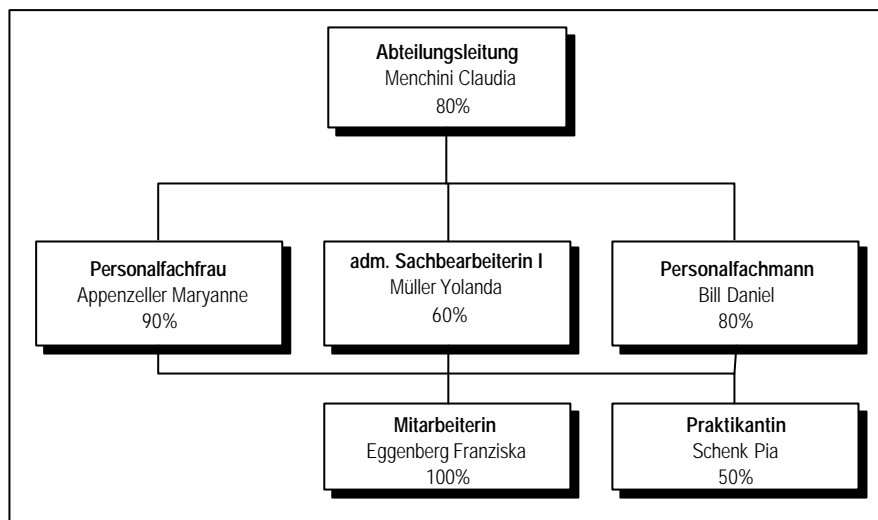 Abteilungsleitung
Menchini Claudia
80%
Personalfachfrau
Appenzeller Maryanne
90%
adm. Sachbearbeiterin I
Müller Yolanda
60%
Personalfachmann
Bill Daniel
80%
Mitarbeiterin
Eggenberg Franziska
100%
Praktikantin
Schenk Pia
50%